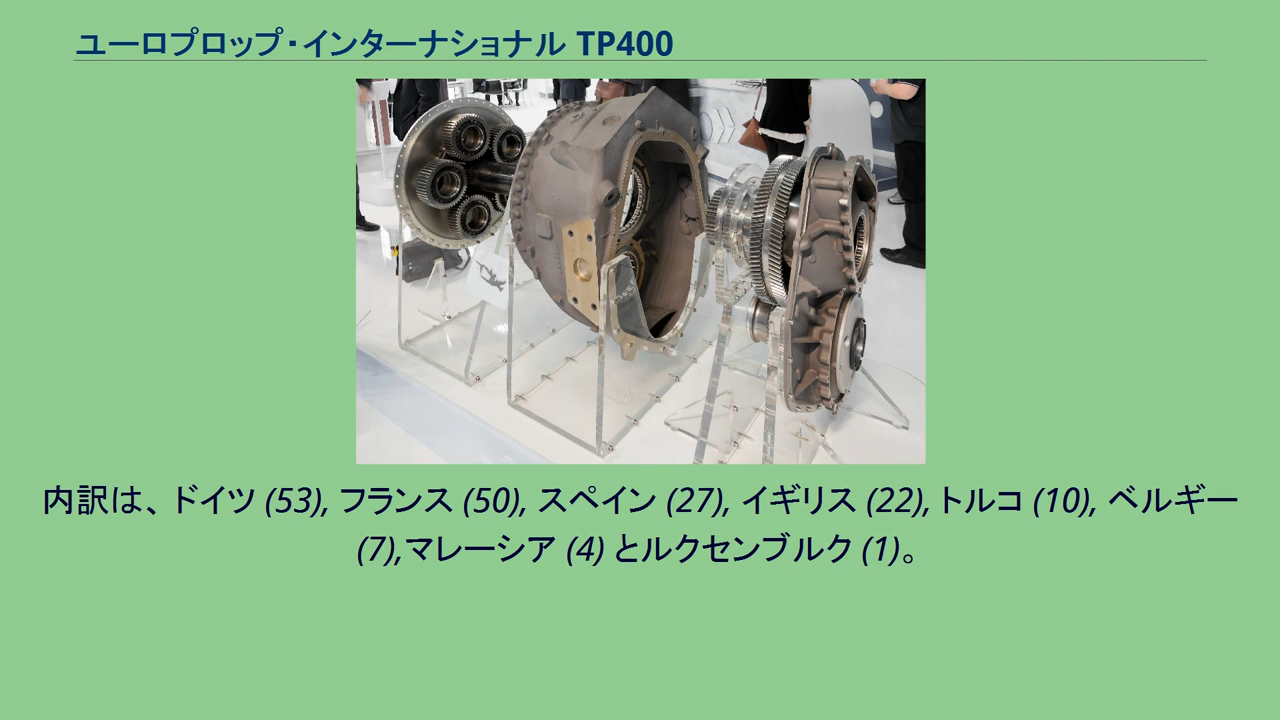 ユーロプロップ・インターナショナル TP400
内訳は、ドイツ (53), フランス (50), スペイン (27), イギリス (22), トルコ (10), ベルギー
(7),マレーシア (4) とルクセンブルク (1)。